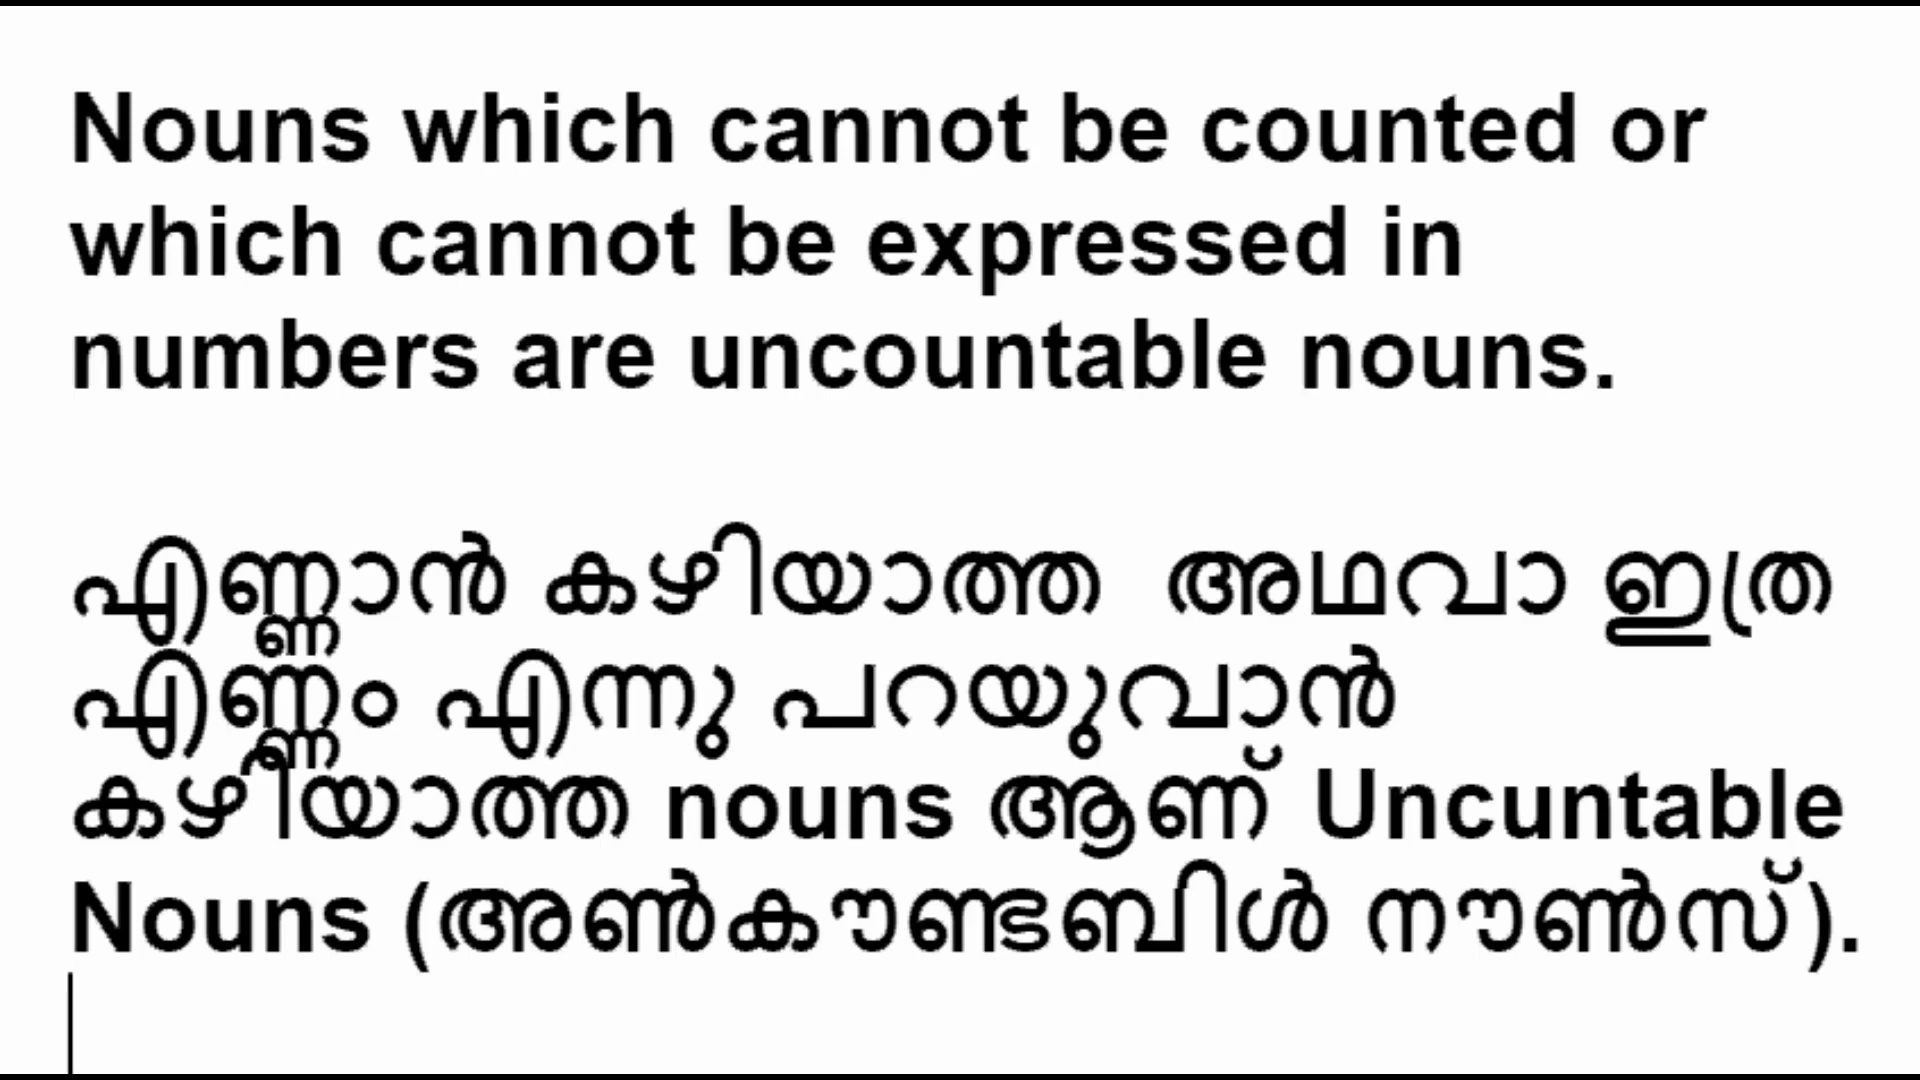 Nouns which cannot be counted or
which cannot be expressed in
numbers are uncountable nouns.
എണ്ണാൻ കഴിയാത്ത അഥവാ ഇത്ര
എണ്ണം എന്നു പറയുവാൻ
കഴിയാത്ത nouns ആണ് Uncuntable
Nouns (അൺകൗണ്ടബിൾ നൗൺസ്).